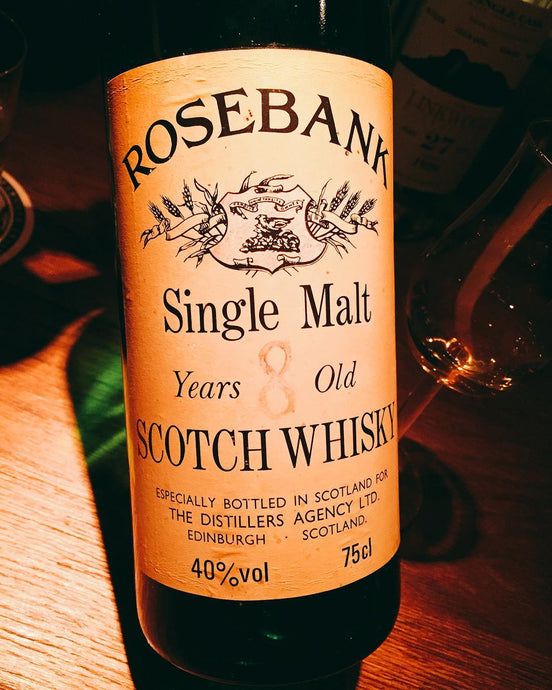 ROSEBANK
Single Malt
Years 8 Old
SCOTCH WHISKY
ESPECIALLY BOTTLED IN SCOTLAND FOR
THE DISTILLERS AGENCY LTD.
EDINBURGH · SCOTLAND.
40%vol 75cl
27